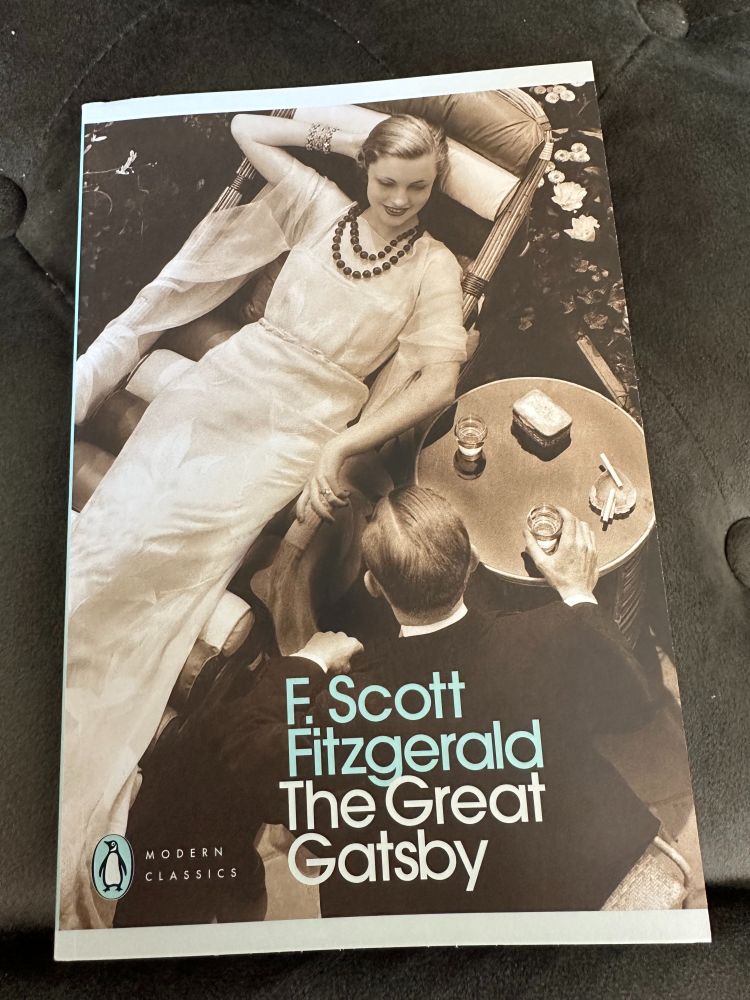 F. Scott
Fitzgerald
The Great
Gatsby
MODERN
CLASSICS